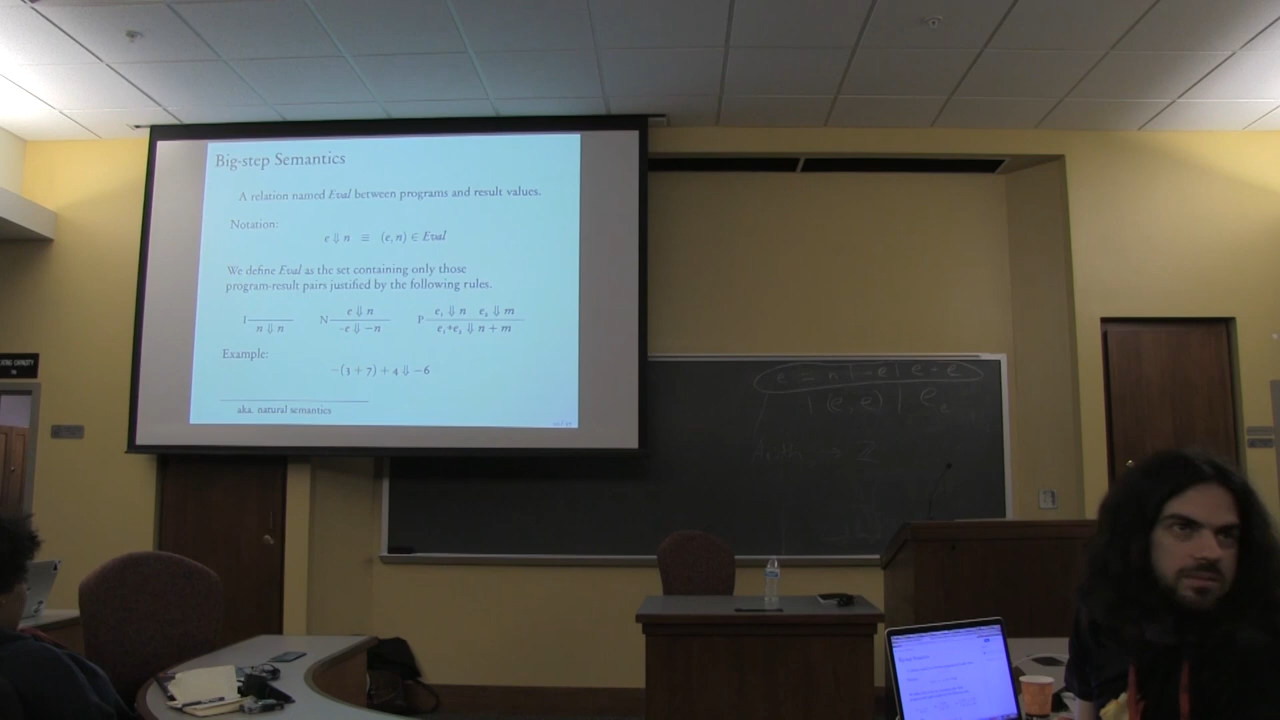 Big-step Semantics
A relation named Eval between programs and result values.
Notation:
e ⇓ n ≡ (e, n) ∈ Eval
We define Eval as the set containing only those
program-result pairs justified by the following rules.
I n ⇓ n
N e ⇓ n / -e ⇓ -n
P e₁ ⇓ n e₂ ⇓ m / e₁+e₂ ⇓ n + m
Example:
-(3 + 7) + 4 ⇓ -6
aka. natural semantics
e = n | -e | e + e
| (e, e) | e